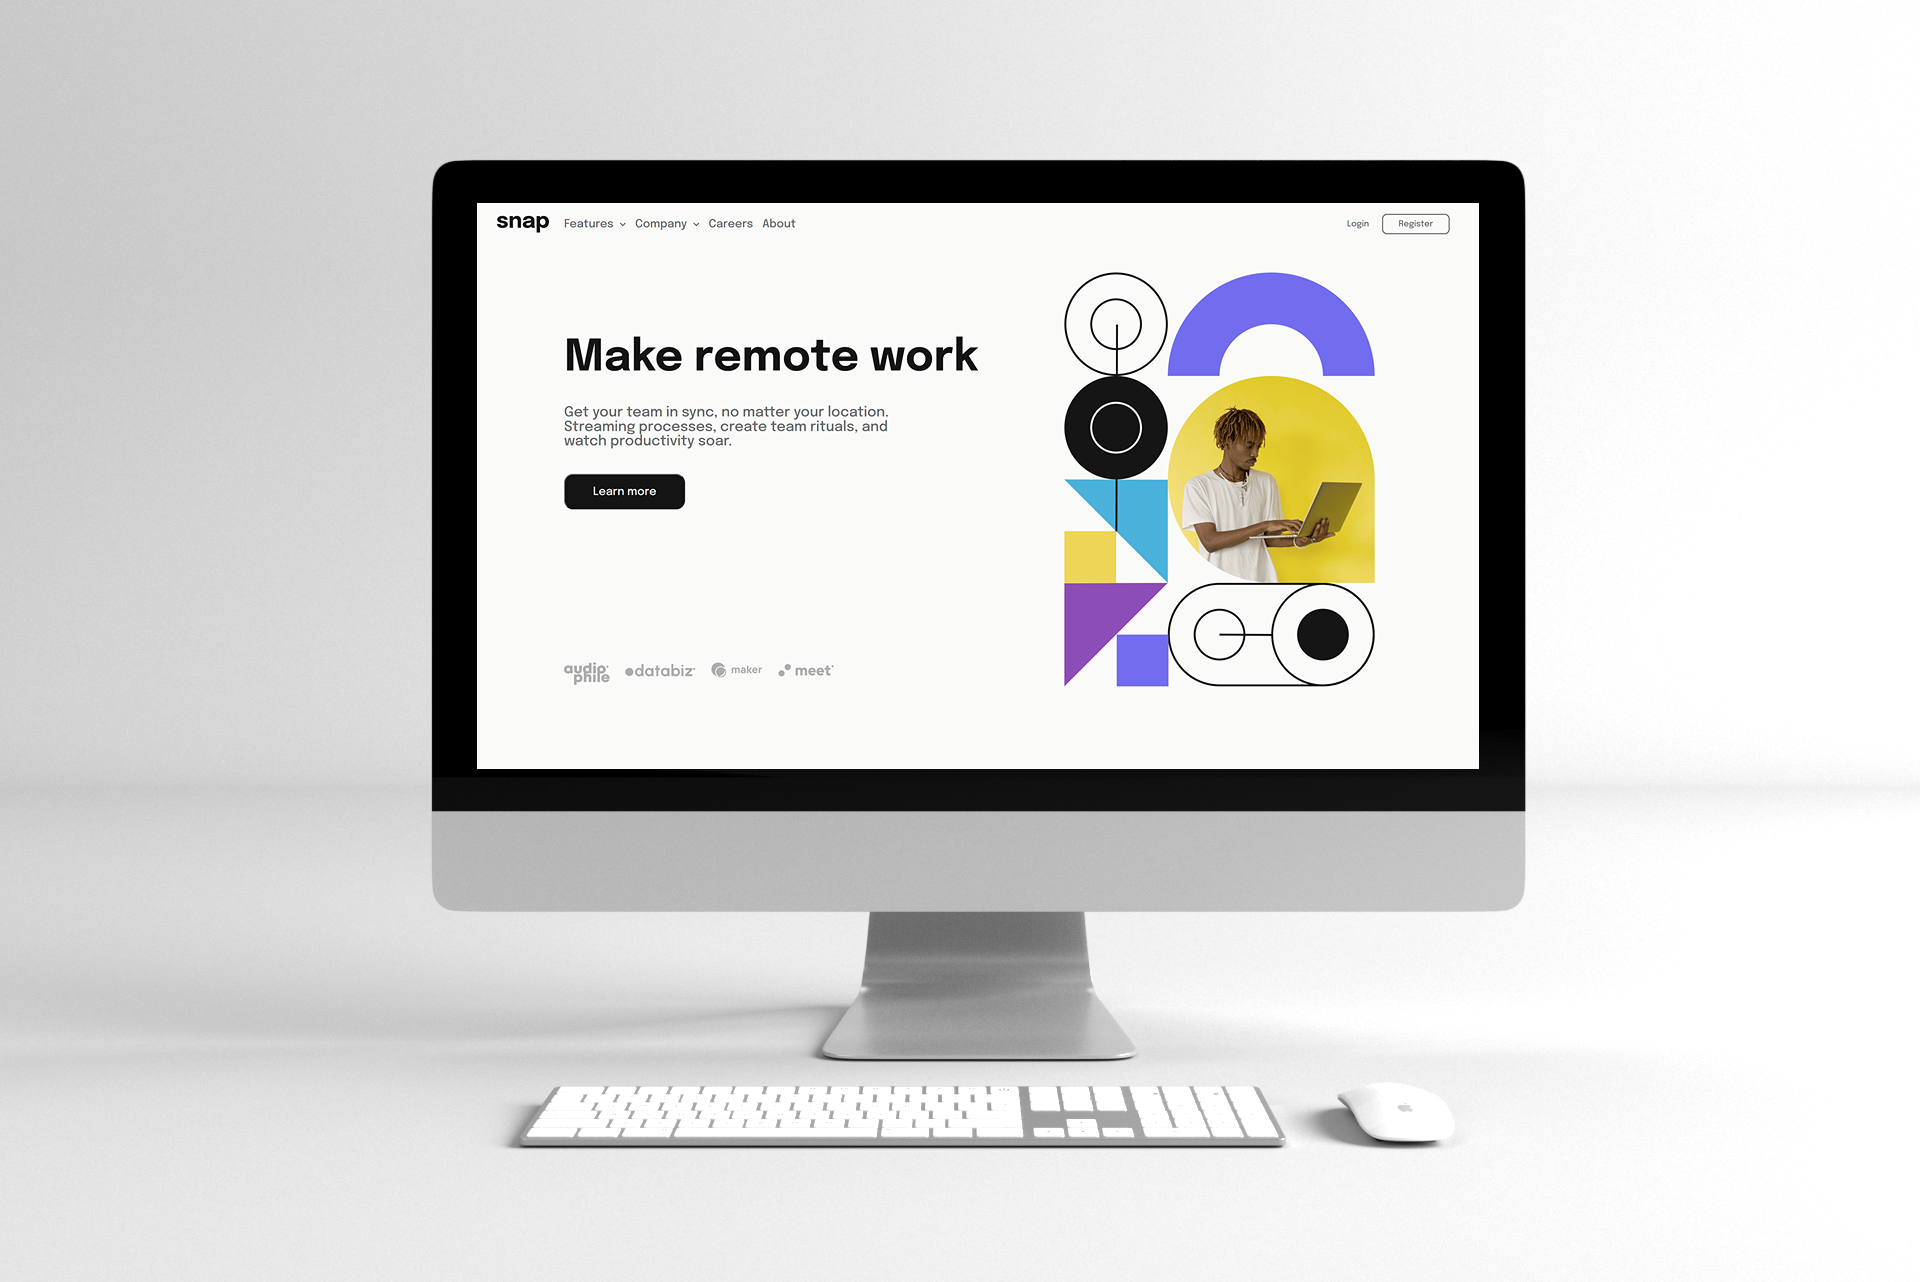 snap Features Company Careers About Login Register
Make remote work
Get your team in sync, no matter your location.
Streaming processes, create team rituals, and
watch productivity soar.
Learn more
audio
phile
databiz
maker
meet